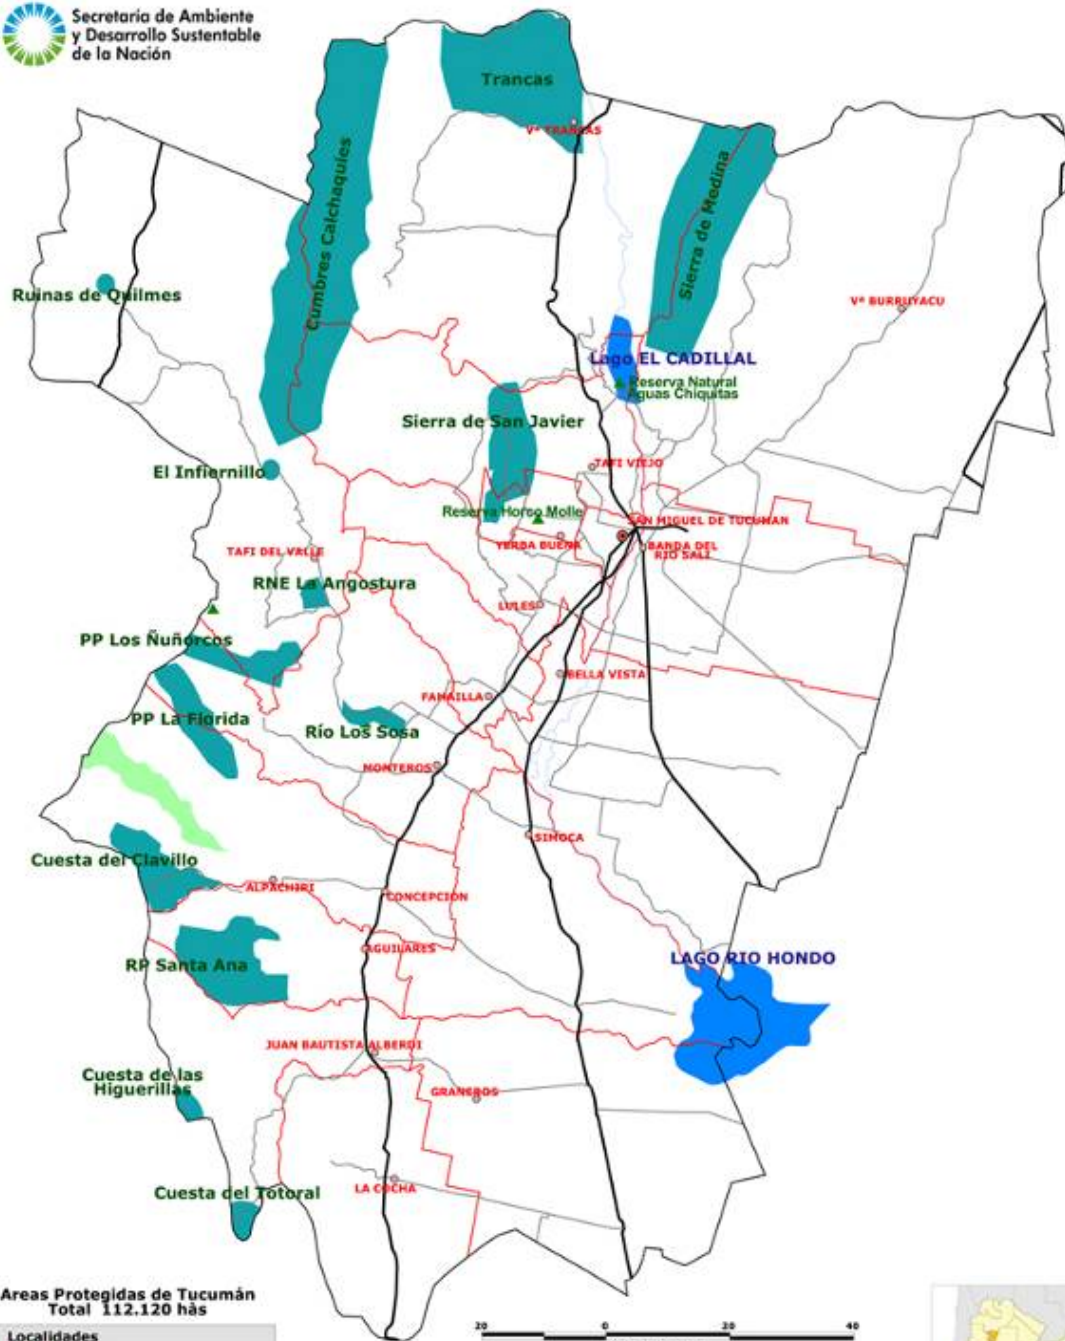 Secretaría de Ambiente
y Desarrollo Sustentable
de la Nación
Trancas
Vª TRANCAS
Cumbres Calchaquíes
Sierra de Medina
Ruinas de Quilmes
Vª BURRUYACU
Lago EL CADILLAL
Reserva Natural
Aguas Chiquitas
Sierra de San Javier
El Infiernillo
TAFI VIEJO
Reserva Horco Molle
SAN MIGUEL DE TUCUMAN
YERBA BUENA
BANDA DEL
RIO SALI
TAFI DEL VALLE
RNE La Angostura
LULES
PP Los Ñuñorcos
BELLA VISTA
FAMAILLA
PP La Florida
Río Los Sosa
MONTEROS
SIMOCA
Cuesta del Clavillo
ALPACHIRI
CONCEPCION
AGUILARES
LAGO RIO HONDO
RP Santa Ana
JUAN BAUTISTA ALBERDI
Cuesta de las
Higuerillas
GRANEROS
LA COCHA
Cuesta del Totoral
Areas Protegidas de Tucumán
Total 112.120 hàs
Localidades
20 0 20 40